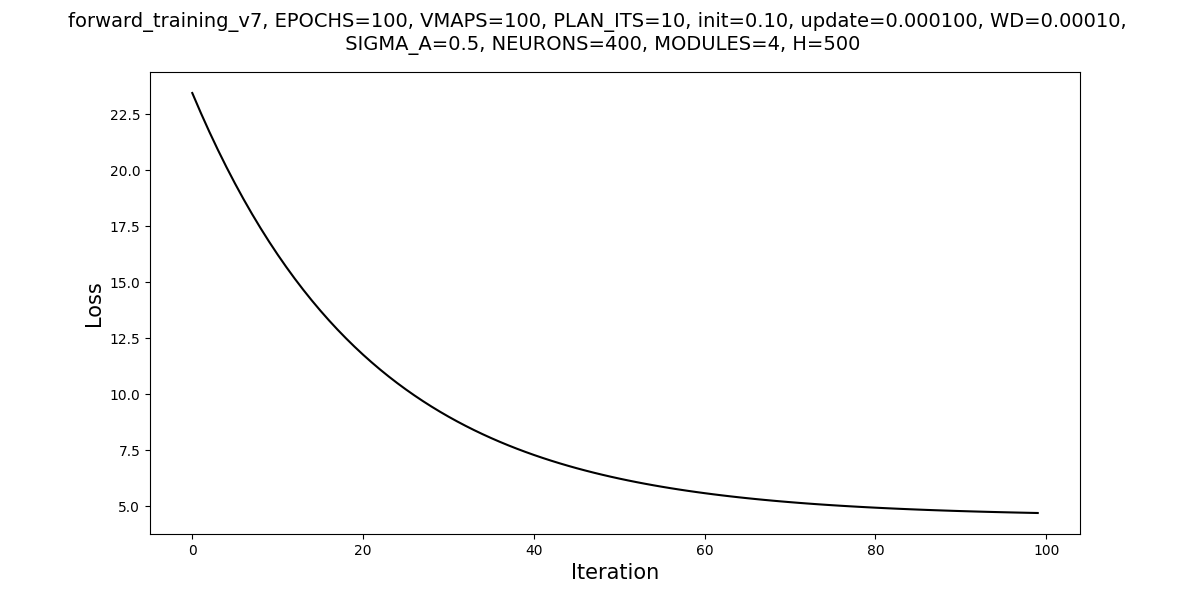 forward_training_v7, EPOCHS=100, VMAPS=100, PLAN_ITS=10, init=0.10, update=0.000100, WD=0.00010,
SIGMA_A=0.5, NEURONS=400, MODULES=4, H=500
22.5
20.0
17.5
15.0
12.5
10.0
7.5
5.0
Loss
0 20 40 60 80 100
Iteration